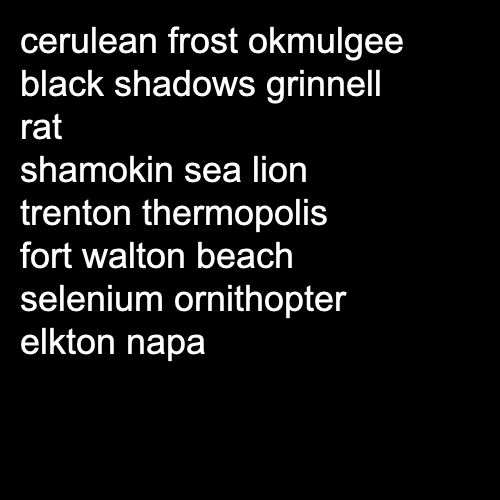 cerulean frost okmulgee
black shadows grinnell
rat
shamokin sea lion
trenton thermopolis
fort walton beach
selenium ornithopter
elkton napa